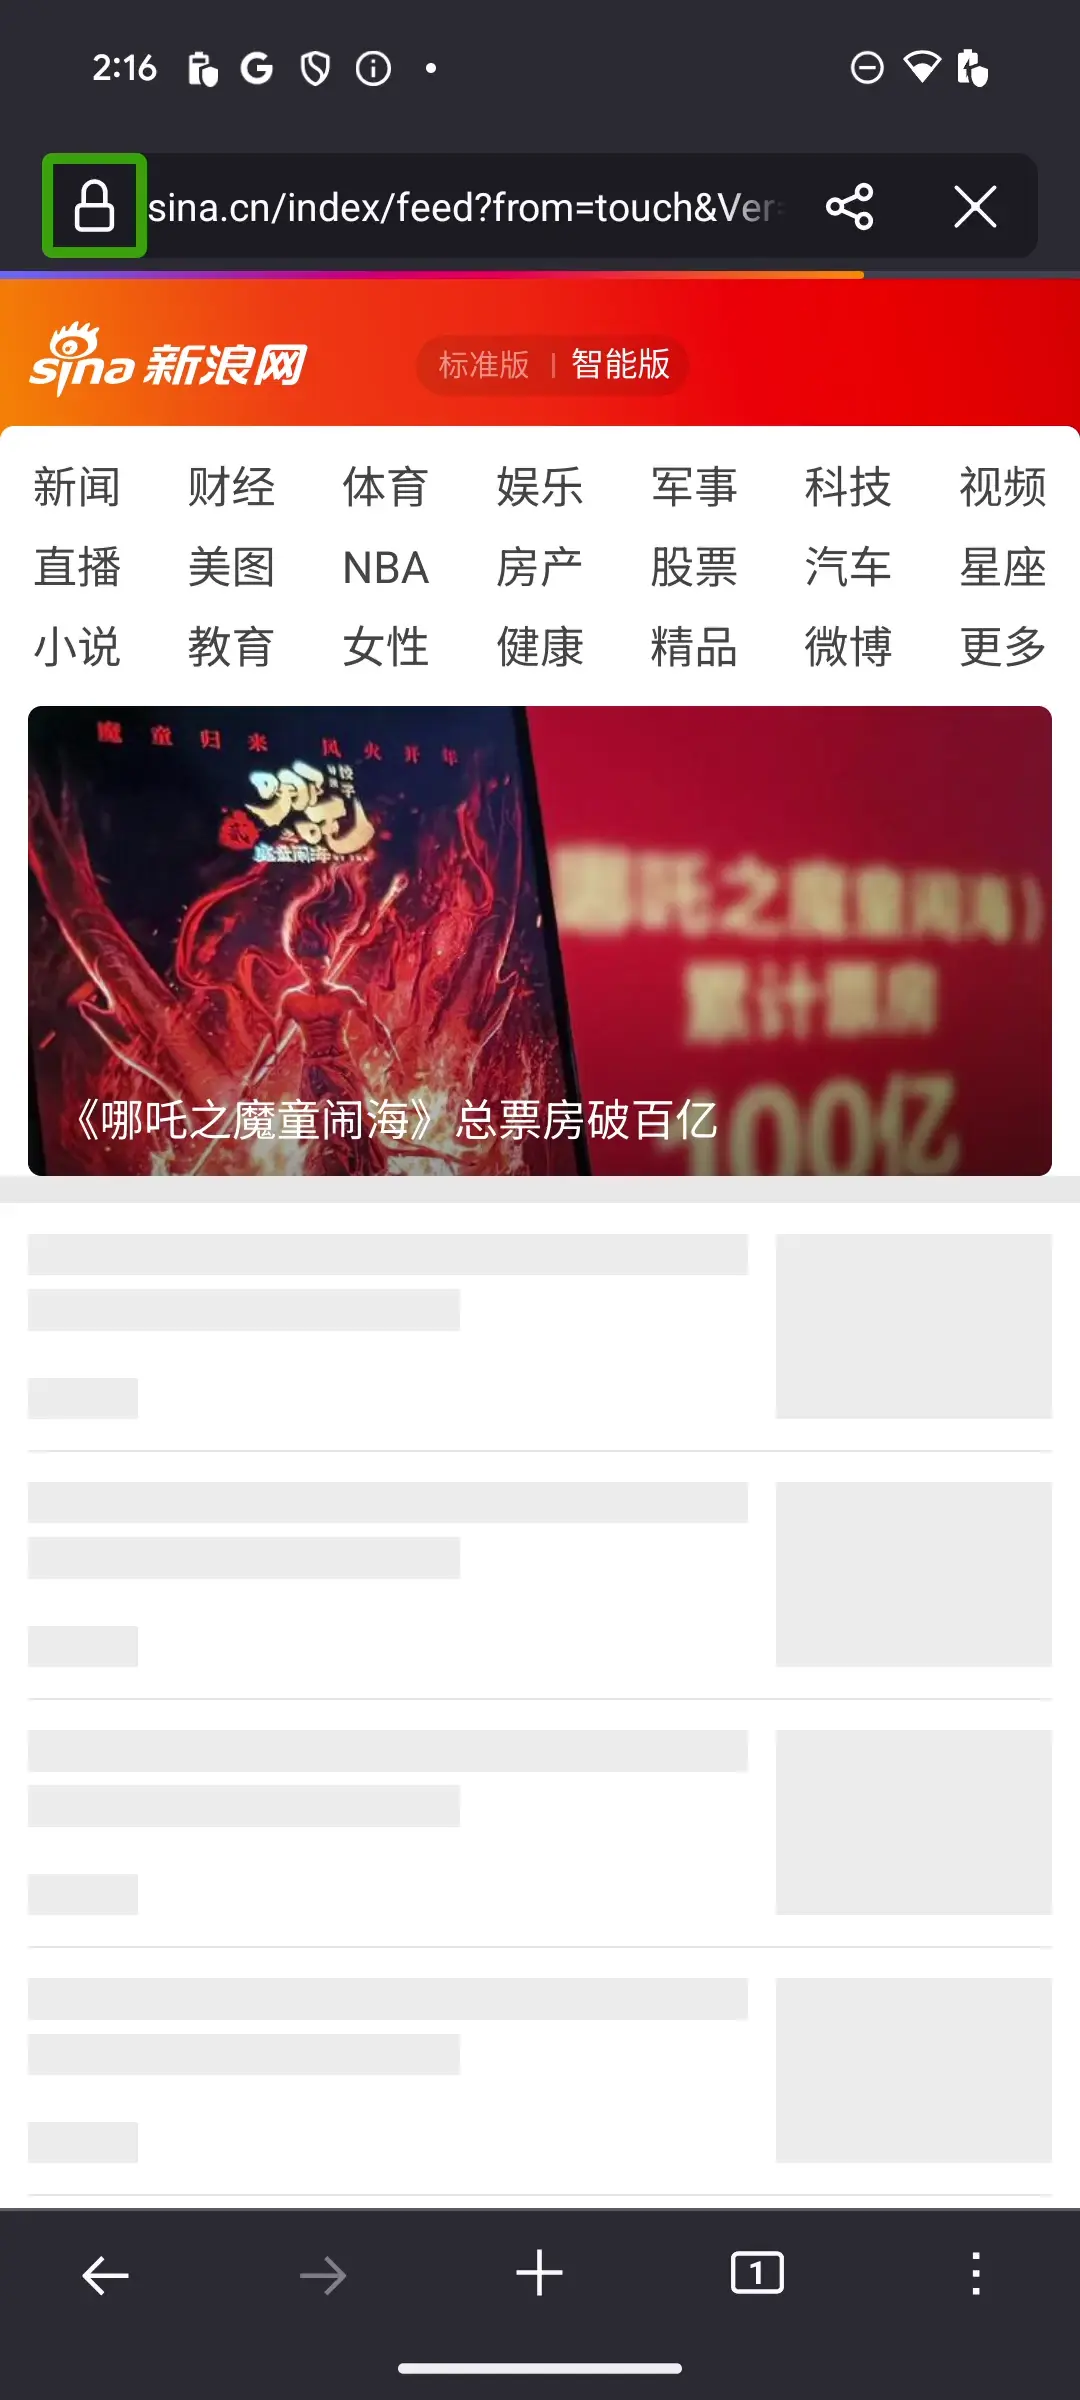 2:16
sina.cn/index/feed?from=touch&Ver=
sina 新浪网
标准版 | 智能版
新闻 财经 体育 娱乐 军事 科技 视频
直播 美图 NBA 房产 股票 汽车 星座
小说 教育 女性 健康 精品 微博 更多
魔童归来 风火开年
哪吒之魔童闹海
哪吒之魔童闹海》
累计票房
100亿
《哪吒之魔童闹海》总票房破百亿
1